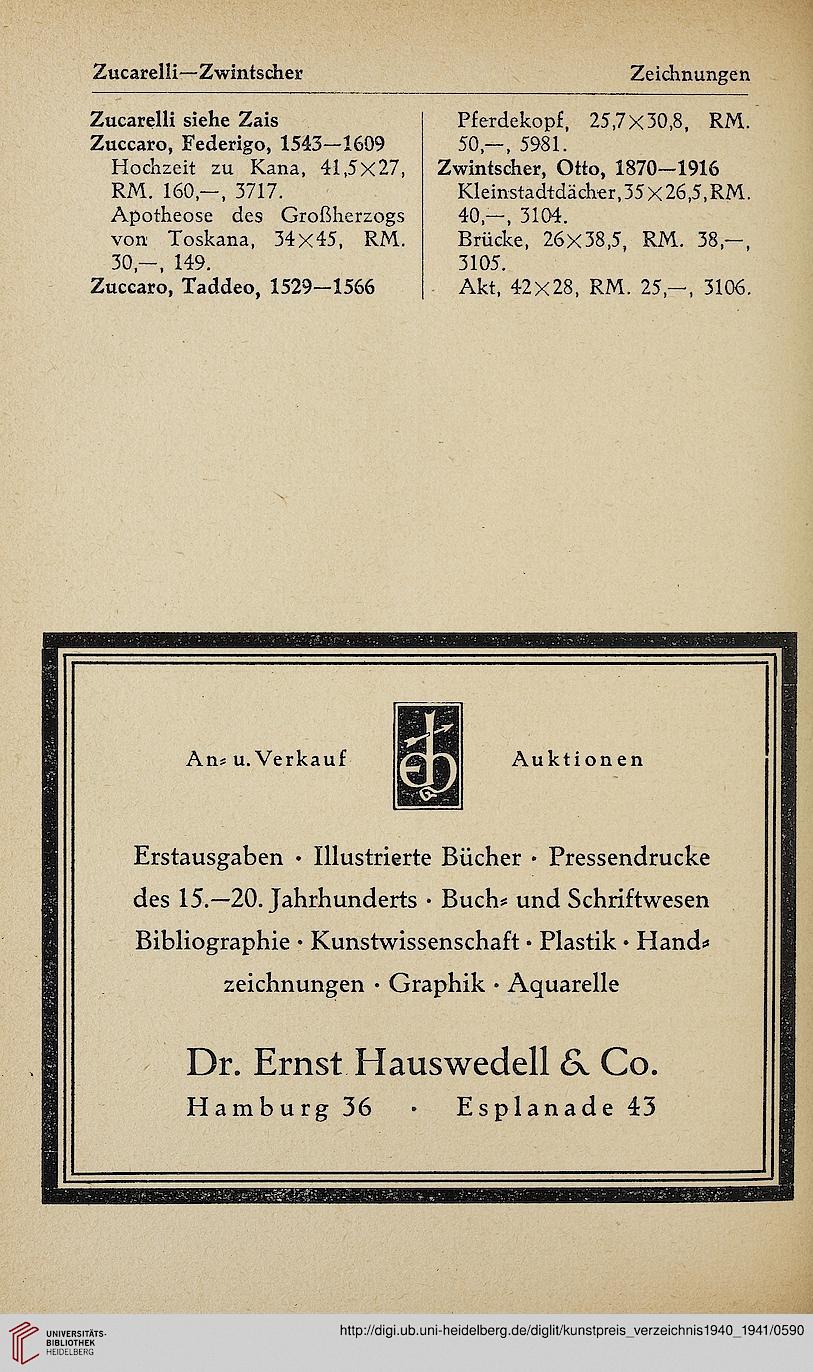 Zucarelli—Zwintscher Zeichnungen
Zucarelli siehe Zais
Zuccaro, Federigo, 1543—1609
Hochzeit zu Kana, 41,5×27,
RM. 160,—, 3717.
Apotheose des Großherzogs
von Toskana, 34×45, RM.
30,—, 149.
Zuccaro, Taddeo, 1529—1566
Pferdekopf, 25,7×30,8, RM.
50,—, 5981.
Zwintscher, Otto, 1870—1916
Kleinstadtdächer, 35×26,5, RM.
40,—, 3104.
Brücke, 26×38,5, RM. 38,—,
3105.
Akt, 42×28, RM. 25,—, 3106.
An- u. Verkauf Auktionen
Erstausgaben · Illustrierte Bücher · Pressendrucke
des 15.—20. Jahrhunderts · Buch- und Schriftwesen
Bibliographie · Kunstwissenschaft · Plastik · Hand-
zeichnungen · Graphik · Aquarelle
Dr. Ernst Hauswedell & Co.
Hamburg 36 · Esplanade 43
UNIVERSITÄTS-
BIBLIOTHEK
HEIDELBERG
http://digi.ub.uni-heidelberg.de/diglit/kunstpreis_verzeichnis1940_1941/0590